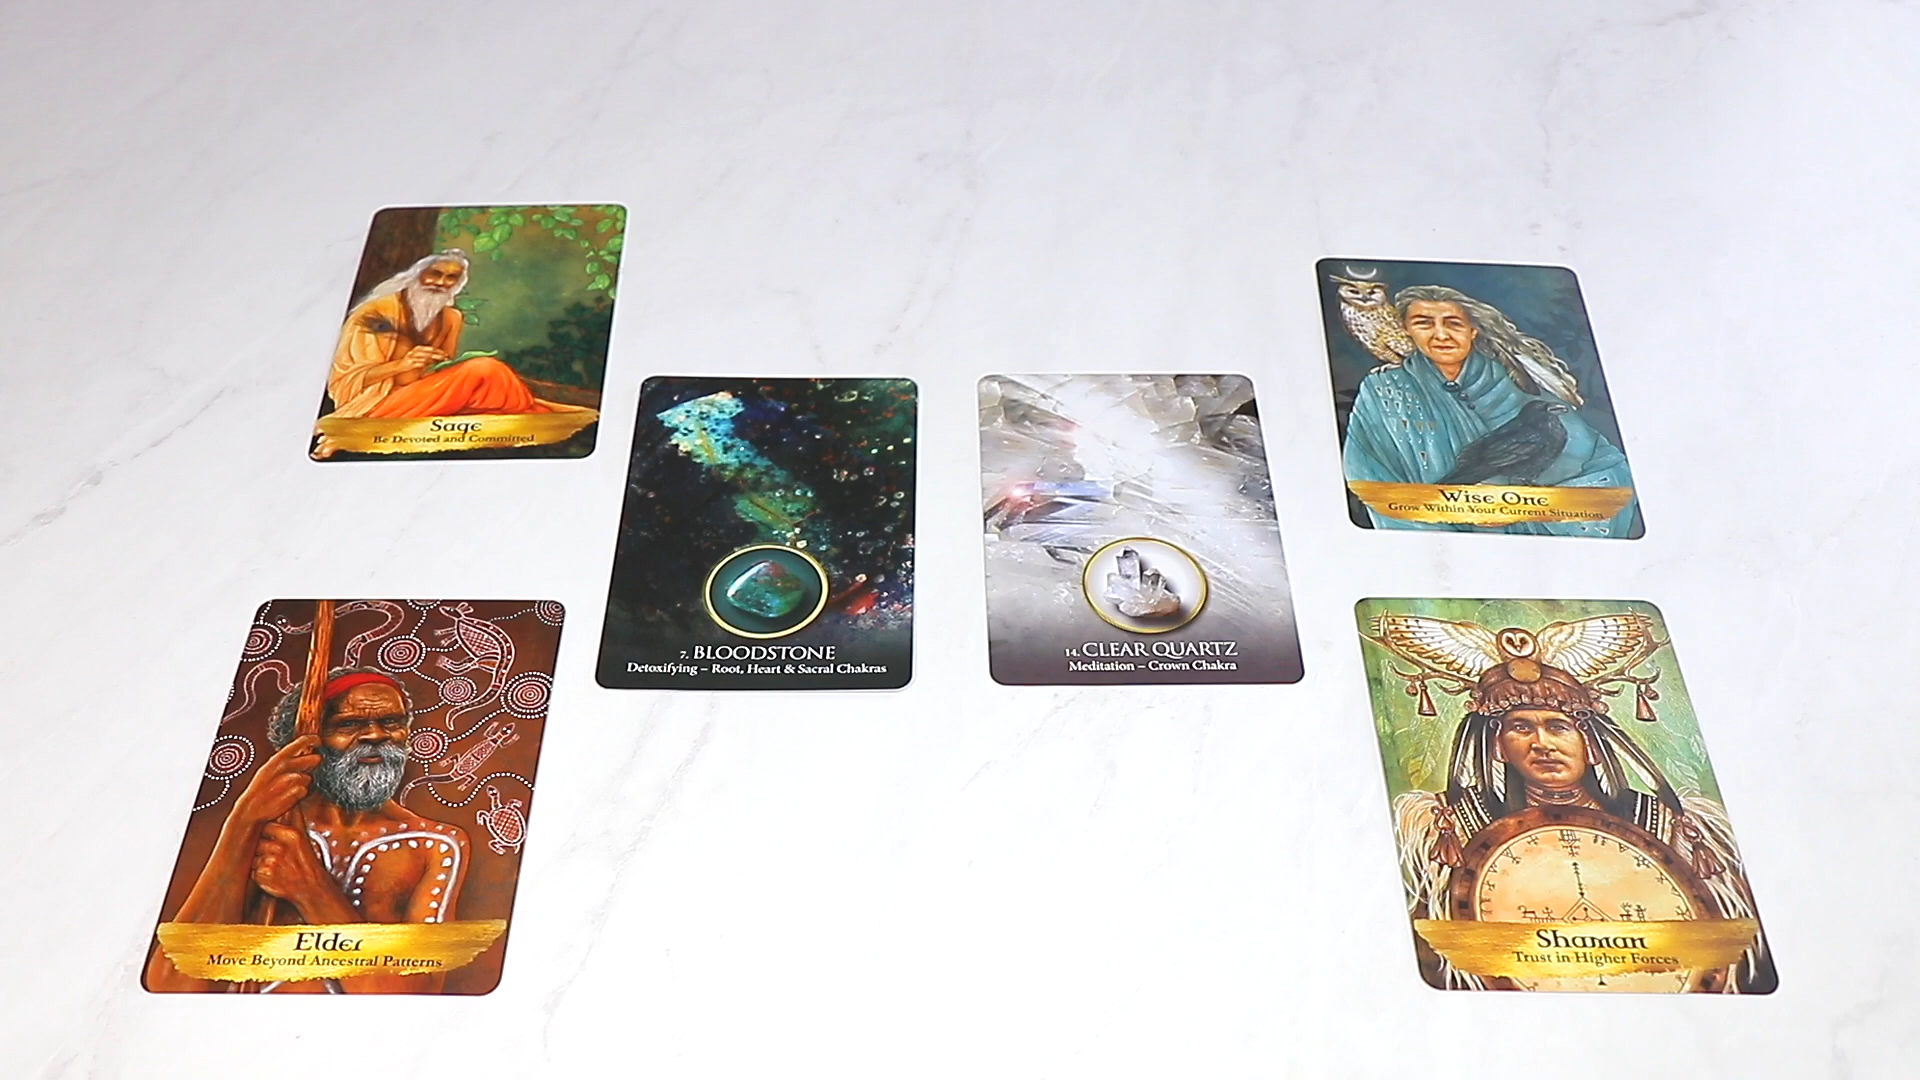 Sage
Be Devoted and Committed
Wise One
Grow Within Your Current Situation
7. BLOODSTONE
Detoxifying – Root, Heart & Sacral Chakras
14. CLEAR QUARTZ
Meditation – Crown Chakra
Elder
Move Beyond Ancestral Patterns
Shaman
Trust in Higher Forces